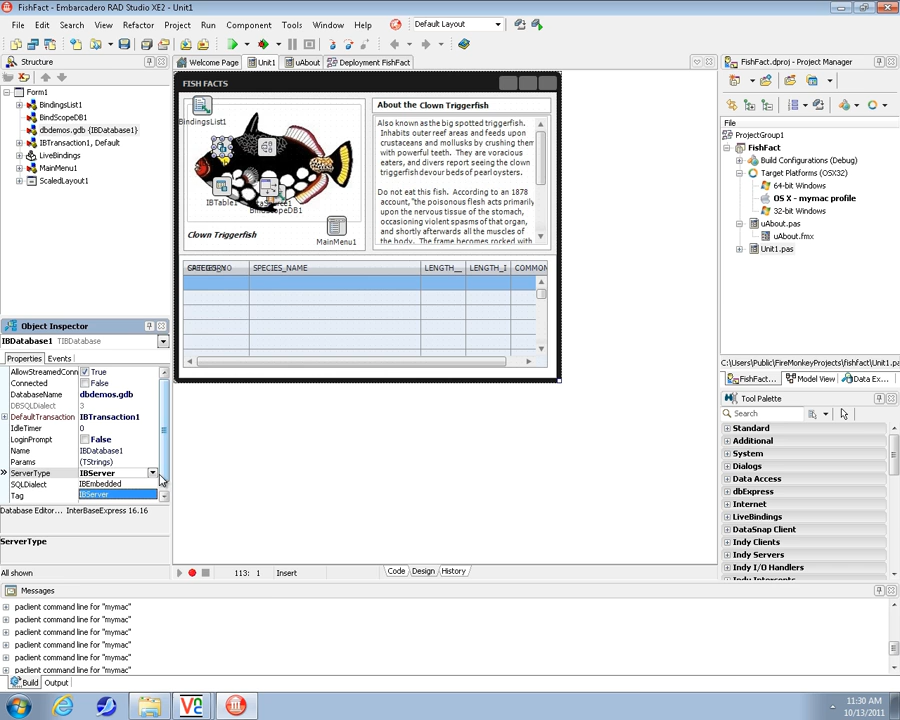 FishFact - Embarcadero RAD Studio XE2 - Unit1
File Edit Search View Refactor Project Run Component Tools Window Help Default Layout
Structure
Welcome Page Unit1 uAbout Deployment FishFact
FishFact.dproj - Project Manager
Form1
BindingsList1
BindScopeDB1
dbdemos.gdb {IBDatabase1}
IBTransaction1, Default
LiveBindings
MainMenu1
ScaledLayout1
FISH FACTS
BindingsList1
IBTable1
BindScopeDB1
MainMenu1
Clown Triggerfish
About the Clown Triggerfish
Also known as the big spotted triggerfish.
Inhabits outer reef areas and feeds upon
crustaceans and mollusks by crushing them
with powerful teeth. They are voracious
eaters, and divers report seeing the clown
triggerfish devour beds of pearl oysters.
Do not eat this fish. According to an 1878
account, "the poisonous flesh acts primarily
upon the nervous tissue of the stomach,
occasioning violent spasms of that organ,
and shortly afterwards all the muscles of
the body. The frame becomes rocked with
SPECIES_NAME LENGTH__ LENGTH_I COMMON
File
ProjectGroup1
FishFact
Build Configurations (Debug)
Target Platforms (OSX32)
64-bit Windows
OS X - mymac profile
32-bit Windows
uAbout.pas
uAbout.fmx
Unit1.pas
C:\Users\Public\FireMonkeyProjects\fishFact\Unit1.pa
FishFact... Model View Data Ex...
Object Inspector
IBDatabase1 TIBDatabase
Properties Events
AllowStreamedConn True
Connected False
DatabaseName dbdemos.gdb
DBSQLDialect 3
DefaultTransaction IBTransaction1
IdleTimer 0
LoginPrompt False
Name IBDatabase1
Params (TStrings)
ServerType IBServer
SQLDialect IBEmbedded
Tag IBServer
Database Editor... InterBaseExpress 16.16
ServerType
All shown
113: 1 Insert Code Design History
Tool Palette
Search
Standard
Additional
System
Dialogs
Data Access
dbExpress
Internet
LiveBindings
DataSnap Client
Indy Clients
Indy Servers
Indy I/O Handlers
Indy Intercepts
Messages
paclient command line for "mymac"
paclient command line for "mymac"
paclient command line for "mymac"
paclient command line for "mymac"
paclient command line for "mymac"
paclient command line for "mymac"
Build Output
11:30 AM
10/13/2011